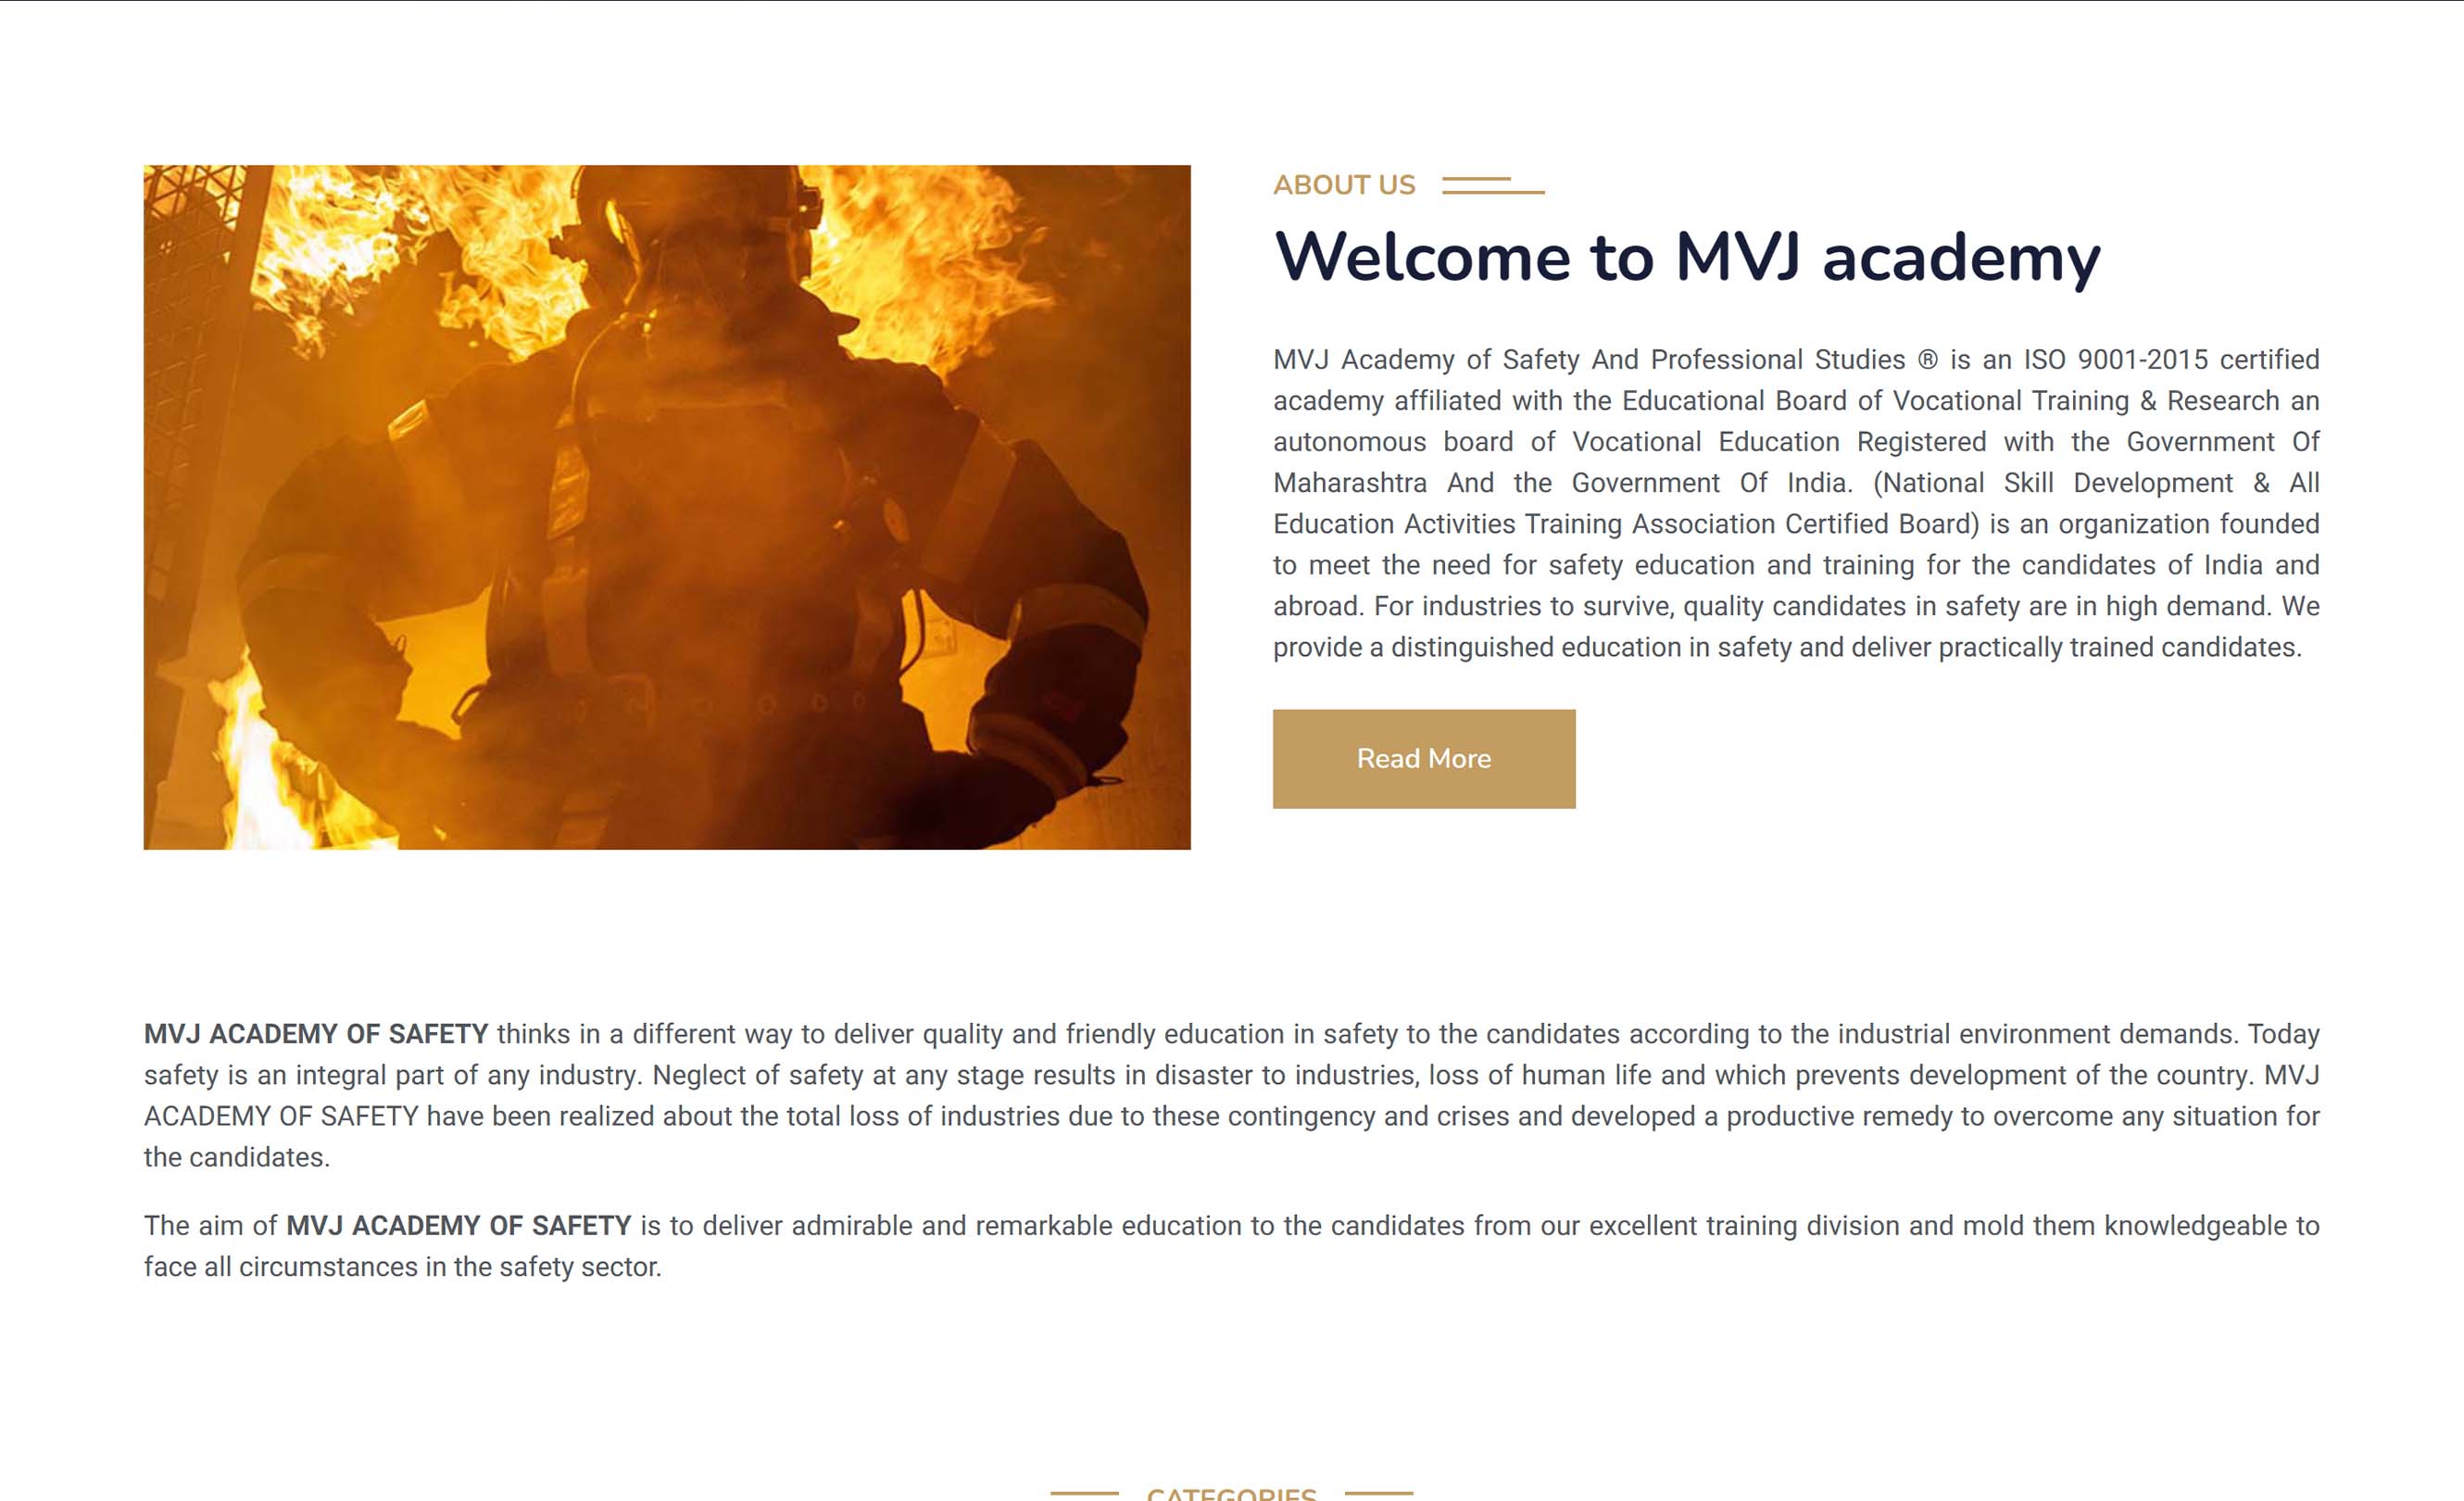 ABOUT US
Welcome to MVJ academy
MVJ Academy of Safety And Professional Studies ® is an ISO 9001-2015 certified
academy affiliated with the Educational Board of Vocational Training & Research an
autonomous board of Vocational Education Registered with the Government Of
Maharashtra And the Government Of India. (National Skill Development & All
Education Activities Training Association Certified Board) is an organization founded
to meet the need for safety education and training for the candidates of India and
abroad. For industries to survive, quality candidates in safety are in high demand. We
provide a distinguished education in safety and deliver practically trained candidates.
Read More
MVJ ACADEMY OF SAFETY thinks in a different way to deliver quality and friendly education in safety to the candidates according to the industrial environment demands. Today
safety is an integral part of any industry. Neglect of safety at any stage results in disaster to industries, loss of human life and which prevents development of the country. MVJ
ACADEMY OF SAFETY have been realized about the total loss of industries due to these contingency and crises and developed a productive remedy to overcome any situation for
the candidates.
The aim of MVJ ACADEMY OF SAFETY is to deliver admirable and remarkable education to the candidates from our excellent training division and mold them knowledgeable to
face all circumstances in the safety sector.
CATEGORIES